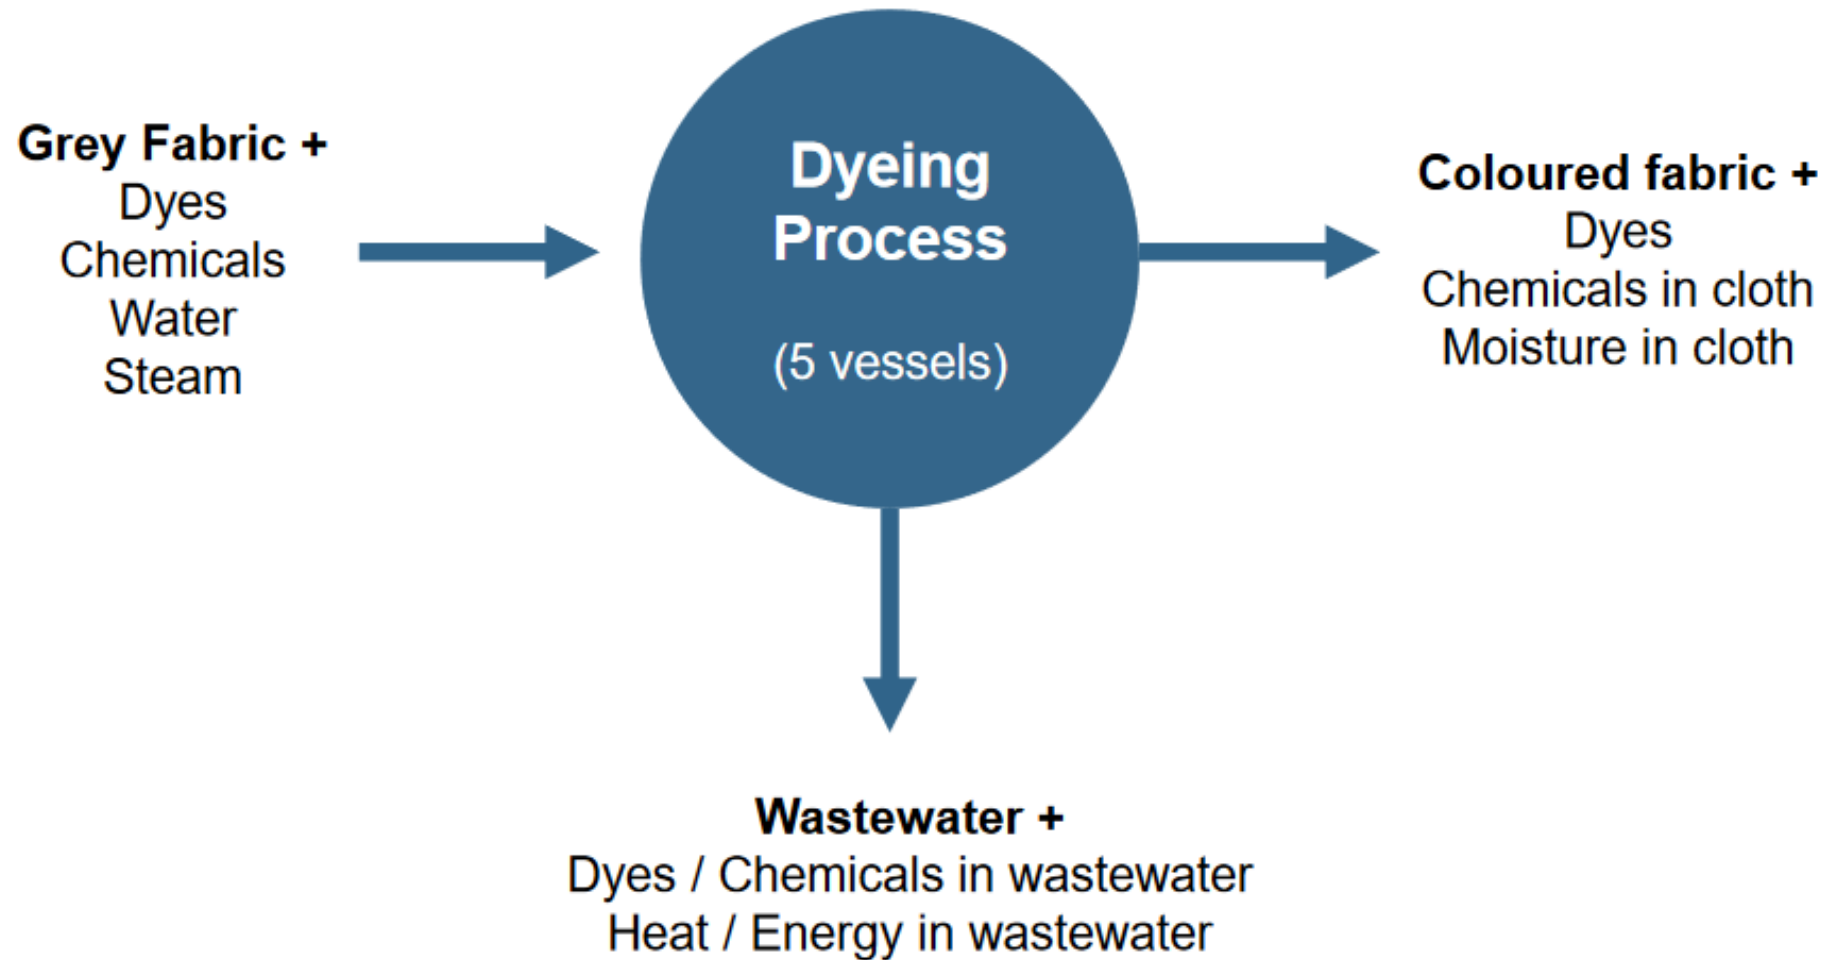 Grey Fabric +
Dyes
Chemicals
Water
Steam
Dyeing
Process
(5 vessels)
Coloured fabric +
Dyes
Chemicals in cloth
Moisture in cloth
Wastewater +
Dyes / Chemicals in wastewater
Heat / Energy in wastewater